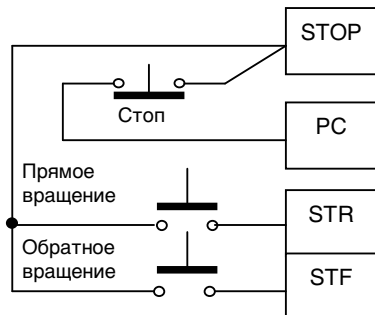 STOP
Стоп
PC
Прямое
вращение
STR
Обратное
вращение
STF